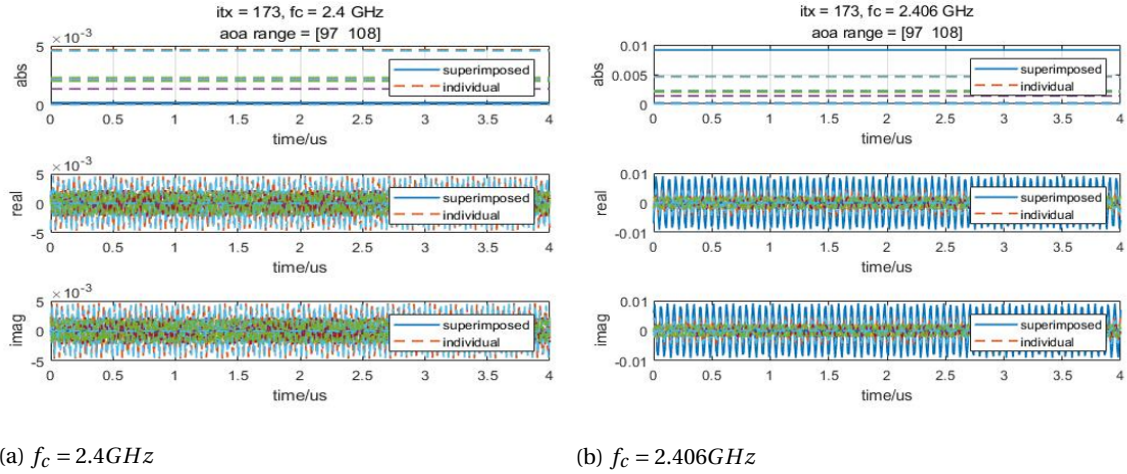 itx = 173, fc = 2.4 GHz
aoa range = [97 108]
× 10⁻³
5
0
abs
superimposed
individual
0 0.5 1 1.5 2 2.5 3 3.5 4
time/us
× 10⁻³
5
0
-5
real
superimposed
individual
0 0.5 1 1.5 2 2.5 3 3.5 4
time/us
× 10⁻³
5
0
-5
imag
superimposed
individual
0 0.5 1 1.5 2 2.5 3 3.5 4
time/us
(a) f_c = 2.4GHz
itx = 173, fc = 2.406 GHz
aoa range = [97 108]
0.01
0.005
0
abs
superimposed
individual
0 0.5 1 1.5 2 2.5 3 3.5 4
time/us
0.01
0
-0.01
real
superimposed
individual
0 0.5 1 1.5 2 2.5 3 3.5 4
time/us
0.01
0
-0.01
imag
superimposed
individual
0 0.5 1 1.5 2 2.5 3 3.5 4
time/us
(b) f_c = 2.406GHz